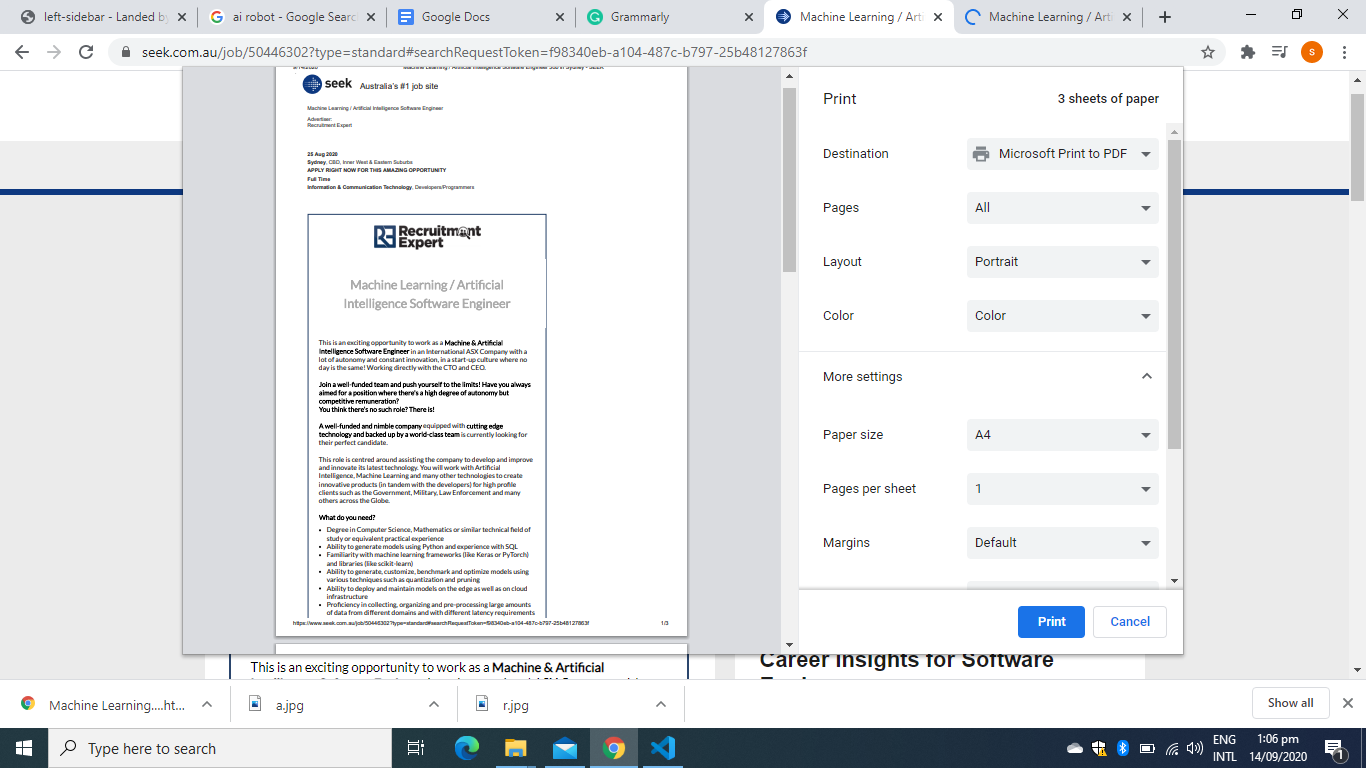 left-sidebar - Landed by
ai robot - Google Searc
Google Docs
Grammarly
Machine Learning / Art
Machine Learning / Art
seek.com.au/job/50446302?type=standard#searchRequestToken=f98340eb-a104-487c-b797-25b48127863f
S
seek Australia's #1 job site
Machine Learning / Artificial Intelligence Software Engineer
Advertiser:
Recruitment Expert
25 Aug 2020
Sydney, CBD, Inner West & Eastern Suburbs
APPLY RIGHT NOW FOR THIS AMAZING OPPORTUNITY
Full Time
Information & Communication Technology, Developers/Programmers
Recruitment
Expert
Machine Learning / Artificial
Intelligence Software Engineer
This is an exciting opportunity to work as a Machine & Artificial
Intelligence Software Engineer in an International ASX Company with a
lot of autonomy and constant innovation, in a start-up culture where no
day is the same! Working directly with the CTO and CEO.
Join a well-funded team and push yourself to the limits! Have you always
aimed for a position where there's a high degree of autonomy but
competitive remuneration?
You think there's no such role? There is!
A well-funded and nimble company equipped with cutting edge
technology and backed up by a world-class team is currently looking for
their perfect candidate.
This role is centred around assisting the company to develop and improve
and innovate its latest technology. You will work with Artificial
Intelligence, Machine Learning and many other technologies to create
innovative products (in tandem with the developers) for high profile
clients such as the Government, Military, Law Enforcement and many
others across the Globe.
What do you need?
• Degree in Computer Science, Mathematics or similar technical field of
study or equivalent practical experience
• Ability to generate models using Python and experience with SQL
• Familiarity with machine learning frameworks (like Keras or PyTorch)
and libraries (like scikit-learn)
• Ability to generate, customize, benchmark and optimize models using
various techniques such as quantization and pruning
• Ability to deploy and maintain models on the edge as well as on cloud
infrastructure
• Proficiency in collecting, organizing and pre-processing large amounts
of data from different domains and with different latency requirements
https://www.seek.com.au/job/50446302?type=standard#searchRequestToken=f98340eb-a104-487c-b797-25b48127863f 1/3
Print 3 sheets of paper
Destination Microsoft Print to PDF
Pages All
Layout Portrait
Color Color
More settings
Paper size A4
Pages per sheet 1
Margins Default
Print Cancel
This is an exciting opportunity to work as a Machine & Artificial
Career Insights for Software
Machine Learning....ht...
a.jpg
r.jpg
Show all
Type here to search
ENG
INTL
1:06 pm
14/09/2020
1